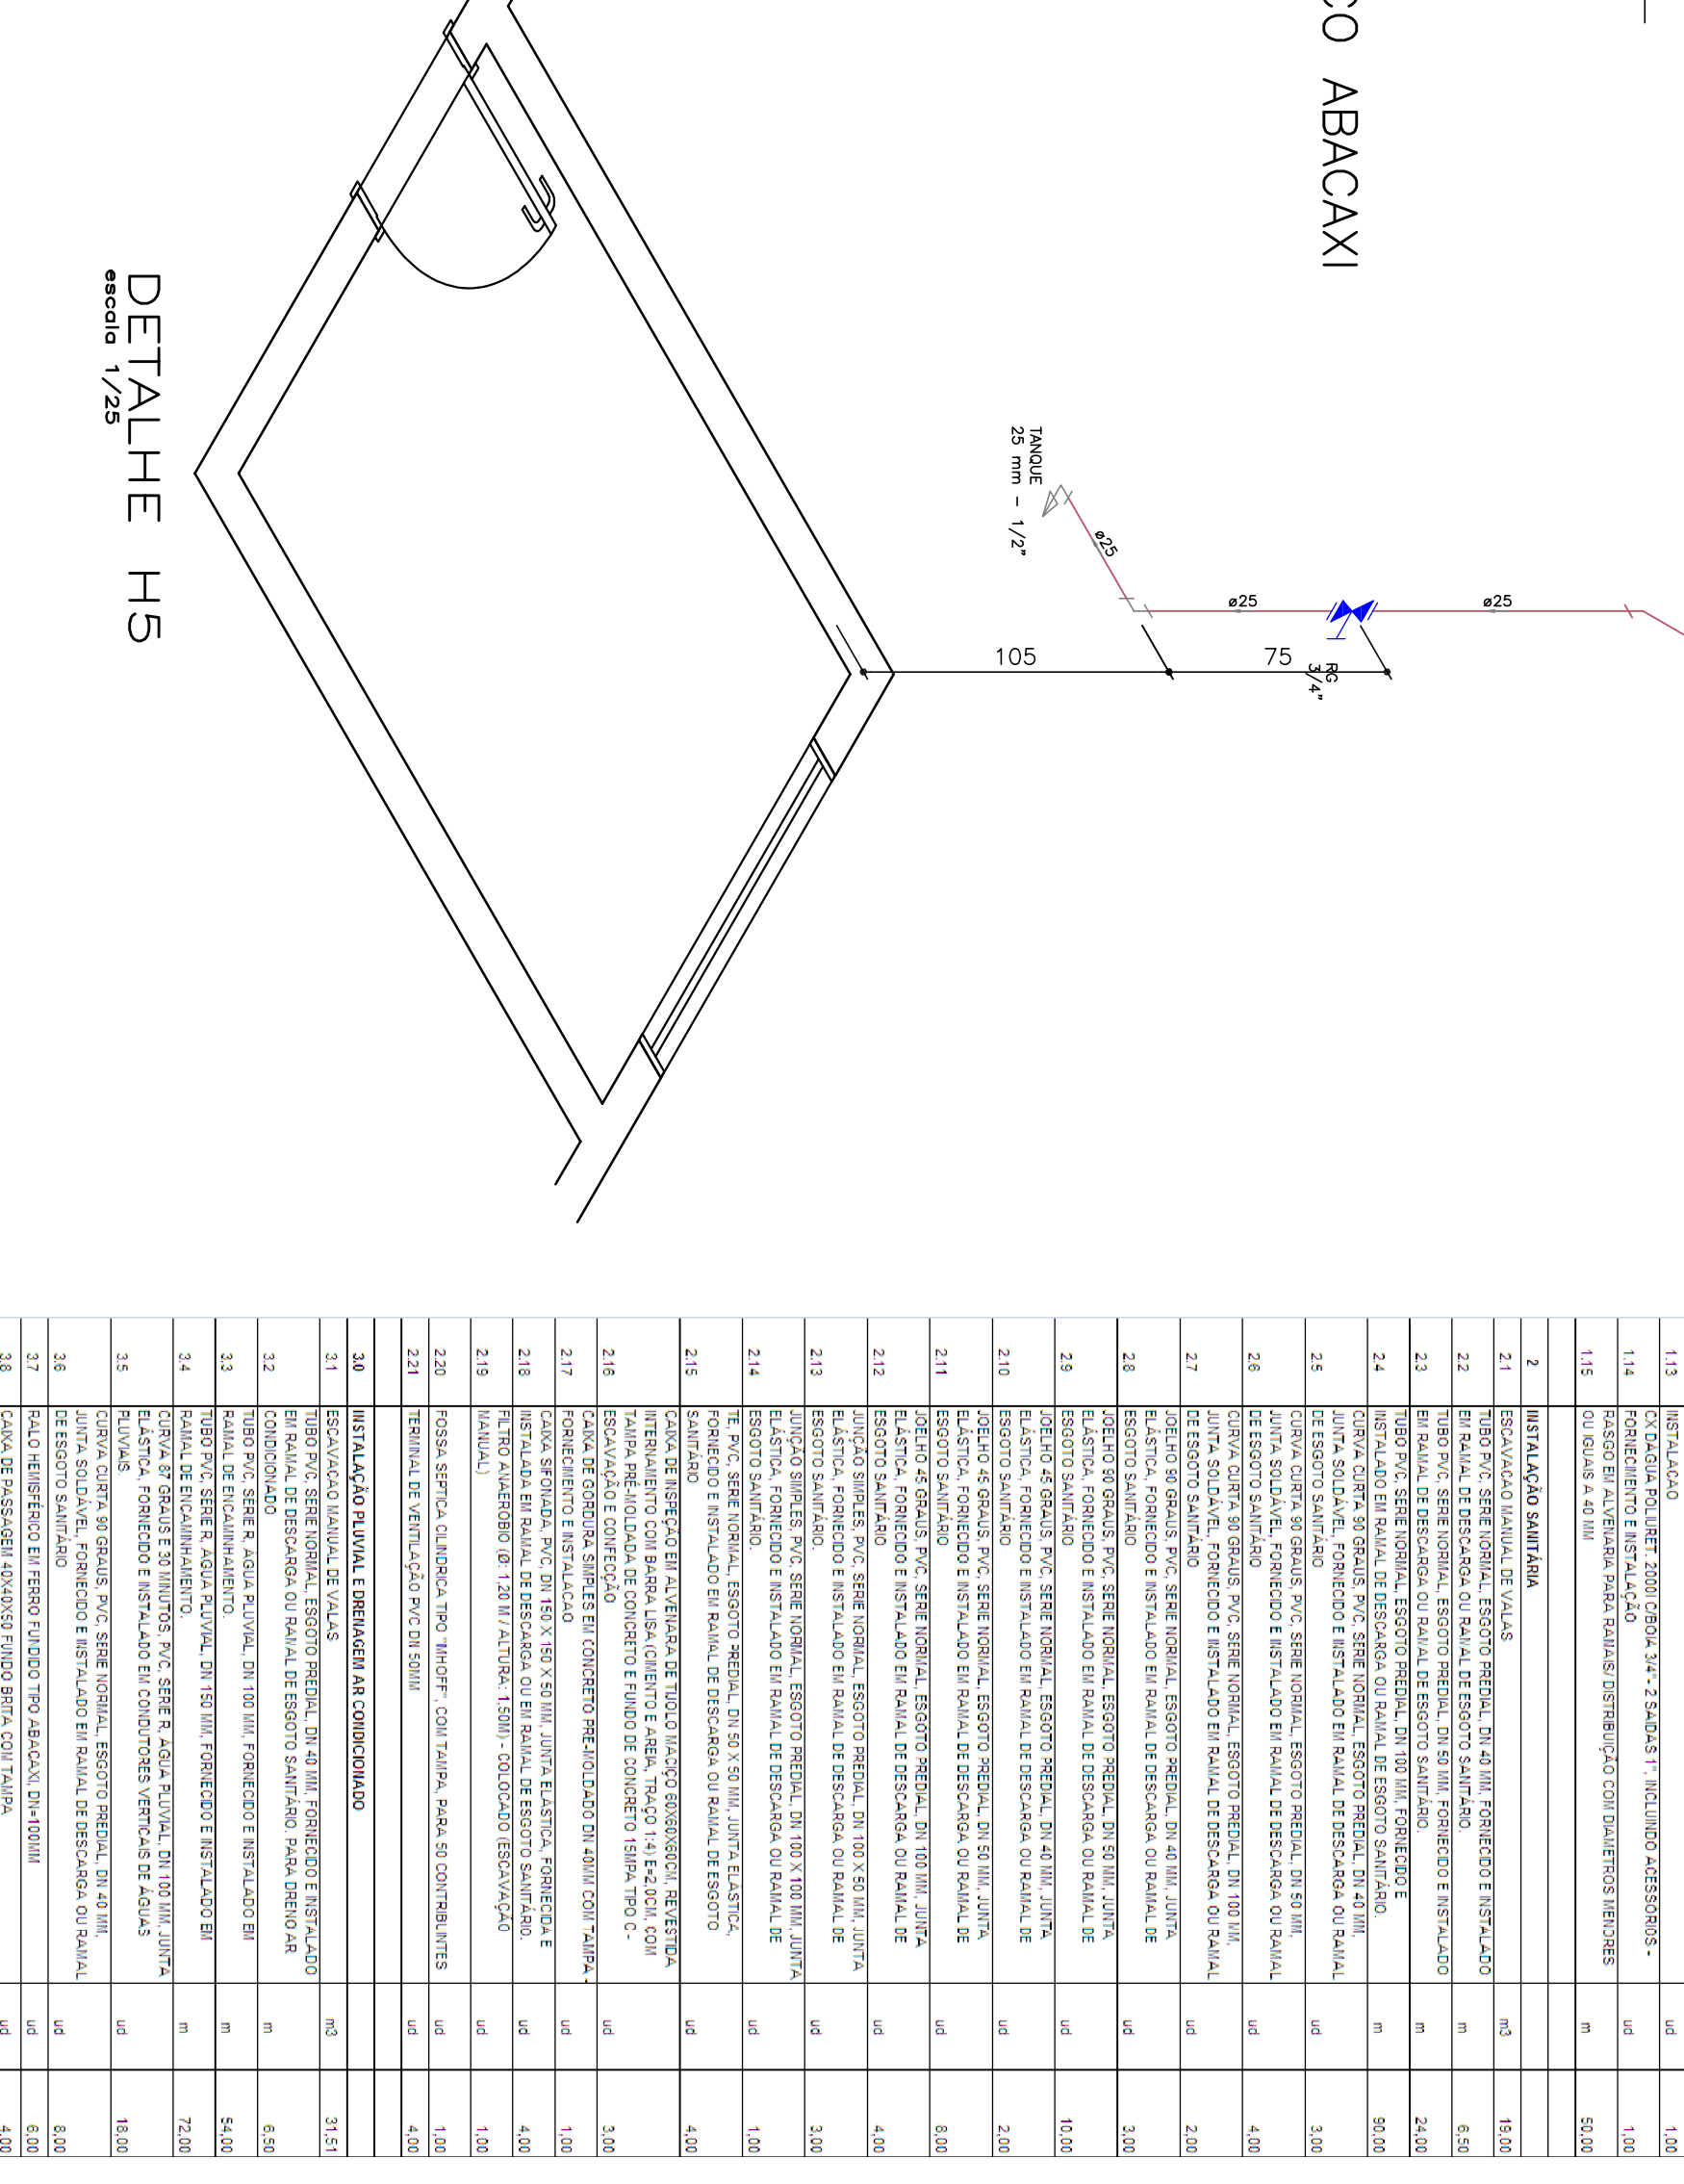 CO ABACAXI
TANQUE
25 mm - 1/2"
ø25
ø25
ø25
105
75
RG
3/4"
DETALHE H5
escala 1/25
1.13 INSTALACAO ud 1,00
1.14 CX DAGUA POLIURET. 2000l C/BOIA 3/4" - 2 SAIDAS 1", INCLUINDO ACESSÓRIOS -
FORNECIMENTO E INSTALAÇÃO ud 1,00
1.15 RASGO EM ALVENARIA PARA RAMAIS/ DISTRIBUIÇÃO COM DIAMETROS MENORES
OU IGUAIS A 40 MM m 50,00
2 INSTALAÇÃO SANITÁRIA
2.1 ESCAVACAO MANUAL DE VALAS m3 19,00
2.2 TUBO PVC, SERIE NORMAL, ESGOTO PREDIAL, DN 40 MM, FORNECIDO E INSTALADO
EM RAMAL DE DESCARGA OU RAMAL DE ESGOTO SANITÁRIO. m 6,50
2.3 TUBO PVC, SERIE NORMAL, ESGOTO PREDIAL, DN 50 MM, FORNECIDO E INSTALADO
EM RAMAL DE DESCARGA OU RAMAL DE ESGOTO SANITÁRIO. m 24,00
2.4 TUBO PVC, SERIE NORMAL, ESGOTO PREDIAL, DN 100 MM, FORNECIDO E
INSTALADO EM RAMAL DE DESCARGA OU RAMAL DE ESGOTO SANITÁRIO. m 90,00
2.5 CURVA CURTA 90 GRAUS, PVC, SERIE NORMAL, ESGOTO PREDIAL, DN 40 MM,
JUNTA SOLDÁVEL, FORNECIDO E INSTALADO EM RAMAL DE DESCARGA OU RAMAL
DE ESGOTO SANITÁRIO ud 3,00
2.6 CURVA CURTA 90 GRAUS, PVC, SERIE NORMAL, ESGOTO PREDIAL, DN 50 MM,
JUNTA SOLDÁVEL, FORNECIDO E INSTALADO EM RAMAL DE DESCARGA OU RAMAL
DE ESGOTO SANITÁRIO ud 4,00
2.7 CURVA CURTA 90 GRAUS, PVC, SERIE NORMAL, ESGOTO PREDIAL, DN 100 MM,
JUNTA SOLDÁVEL, FORNECIDO E INSTALADO EM RAMAL DE DESCARGA OU RAMAL
DE ESGOTO SANITÁRIO ud 2,00
2.8 JOELHO 90 GRAUS, PVC, SERIE NORMAL, ESGOTO PREDIAL, DN 40 MM, JUNTA
ELÁSTICA, FORNECIDO E INSTALADO EM RAMAL DE DESCARGA OU RAMAL DE
ESGOTO SANITÁRIO ud 3,00
2.9 JOELHO 90 GRAUS, PVC, SERIE NORMAL, ESGOTO PREDIAL, DN 50 MM, JUNTA
ELÁSTICA, FORNECIDO E INSTALADO EM RAMAL DE DESCARGA OU RAMAL DE
ESGOTO SANITÁRIO ud 10,00
2.10 JOELHO 45 GRAUS, PVC, SERIE NORMAL, ESGOTO PREDIAL, DN 40 MM, JUNTA
ELÁSTICA, FORNECIDO E INSTALADO EM RAMAL DE DESCARGA OU RAMAL DE
ESGOTO SANITÁRIO ud 2,00
2.11 JOELHO 45 GRAUS, PVC, SERIE NORMAL, ESGOTO PREDIAL, DN 50 MM, JUNTA
ELÁSTICA, FORNECIDO E INSTALADO EM RAMAL DE DESCARGA OU RAMAL DE
ESGOTO SANITÁRIO ud 8,00
2.12 JOELHO 45 GRAUS, PVC, SERIE NORMAL, ESGOTO PREDIAL, DN 100 MM, JUNTA
ELÁSTICA, FORNECIDO E INSTALADO EM RAMAL DE DESCARGA OU RAMAL DE
ESGOTO SANITÁRIO ud 4,00
2.13 JUNÇÃO SIMPLES, PVC, SERIE NORMAL, ESGOTO PREDIAL, DN 100 X 50 MM, JUNTA
ELÁSTICA, FORNECIDO E INSTALADO EM RAMAL DE DESCARGA OU RAMAL DE
ESGOTO SANITÁRIO. ud 3,00
2.14 JUNÇÃO SIMPLES, PVC, SERIE NORMAL, ESGOTO PREDIAL, DN 100 X 100 MM, JUNTA
ELÁSTICA, FORNECIDO E INSTALADO EM RAMAL DE DESCARGA OU RAMAL DE
ESGOTO SANITÁRIO. ud 1,00
2.15 TE, PVC, SERIE NORMAL, ESGOTO PREDIAL, DN 50 X 50 MM, JUNTA ELÁSTICA,
FORNECIDO E INSTALADO EM RAMAL DE DESCARGA OU RAMAL DE ESGOTO
SANITÁRIO ud 4,00
2.16 CAIXA DE INSPEÇÃO EM ALVENARIA DE TIJOLO MACIÇO 60X60X60CM, REVESTIDA
INTERNAMENTO COM BARRA LISA (CIMENTO E AREIA, TRAÇO 1:4) E=2,0CM, COM
TAMPA PRÉ-MOLDADA DE CONCRETO E FUNDO DE CONCRETO 15MPA TIPO C -
ESCAVAÇÃO E CONFECÇÃO ud 3,00
2.17 CAIXA DE GORDURA SIMPLES EM CONCRETO PRE-MOLDADO DN 40MM COM TAMPA -
FORNECIMENTO E INSTALACAO ud 1,00
2.18 CAIXA SIFONADA, PVC, DN 150 X 150 X 50 MM, JUNTA ELÁSTICA, FORNECIDA E
INSTALADA EM RAMAL DE DESCARGA OU EM RAMAL DE ESGOTO SANITÁRIO. ud 4,00
2.19 FILTRO ANAEROBIO (Ø: 1,20 M / ALTURA: 1,50M) - COLOCADO (ESCAVAÇÃO
MANUAL) ud 1,00
2.20 FOSSA SEPTICA CILINDRICA TIPO "IMHOFF", COM TAMPA, PARA 50 CONTRIBUINTES ud 1,00
2.21 TERMINAL DE VENTILAÇÃO PVC DN 50MM ud 4,00
3.0 INSTALAÇÃO PLUVIAL E DRENAGEM AR CONDICIONADO
3.1 ESCAVACAO MANUAL DE VALAS m3 31,51
3.2 TUBO PVC, SERIE NORMAL, ESGOTO PREDIAL, DN 40 MM, FORNECIDO E INSTALADO
EM RAMAL DE DESCARGA OU RAMAL DE ESGOTO SANITÁRIO. PARA DRENO AR
CONDICIONADO m 6,50
3.3 TUBO PVC, SERIE R, ÁGUA PLUVIAL, DN 100 MM, FORNECIDO E INSTALADO EM
RAMAL DE ENCAMINHAMENTO. m 54,00
3.4 TUBO PVC, SERIE R, ÁGUA PLUVIAL, DN 150 MM, FORNECIDO E INSTALADO EM
RAMAL DE ENCAMINHAMENTO. m 72,00
3.5 CURVA 87 GRAUS E 30 MINUTOS, PVC, SERIE R, ÁGUA PLUVIAL, DN 100 MM, JUNTA
ELÁSTICA, FORNECIDO E INSTALADO EM CONDUTORES VERTICAIS DE ÁGUAS
PLUVIAIS. ud 18,00
3.6 CURVA CURTA 90 GRAUS, PVC, SERIE NORMAL, ESGOTO PREDIAL, DN 40 MM,
JUNTA SOLDÁVEL, FORNECIDO E INSTALADO EM RAMAL DE DESCARGA OU RAMAL
DE ESGOTO SANITÁRIO ud 8,00
3.7 RALO HEMISFÉRICO EM FERRO FUNDIDO TIPO ABACAXI, DN=100MM ud 6,00
3.8 CAIXA DE PASSAGEM 40X40X50 FUNDO BRITA COM TAMPA ud 4,00